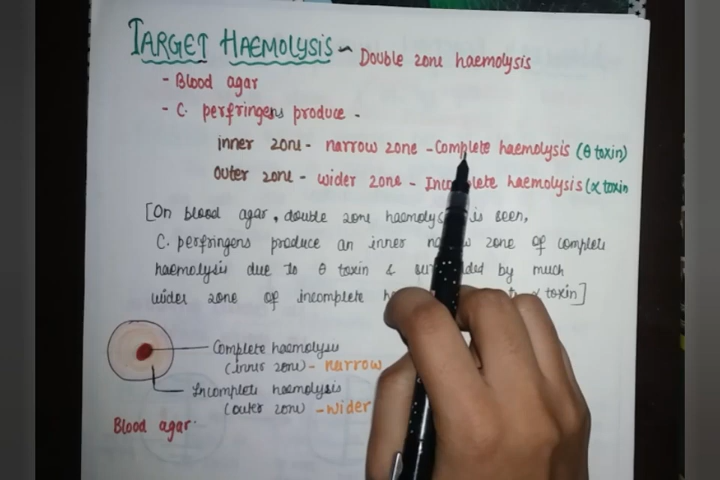 TARGET HAEMOLYSIS ~ Double zone haemolysis
- Blood agar
- C. perfringens produce -
inner zone - narrow zone - Complete haemolysis (θ toxin)
outer zone - wider zone - haemolysis (α toxin
[On blood agar, double zone is seen,
C. perfringens produce an inner zone of complete
haemolysis due to θ toxin & by much
wider zone of incomplete α toxin]
Complete haemolysis
(inner zone) - narrow
Incomplete haemolysis
(outer zone) - wider
Blood agar.